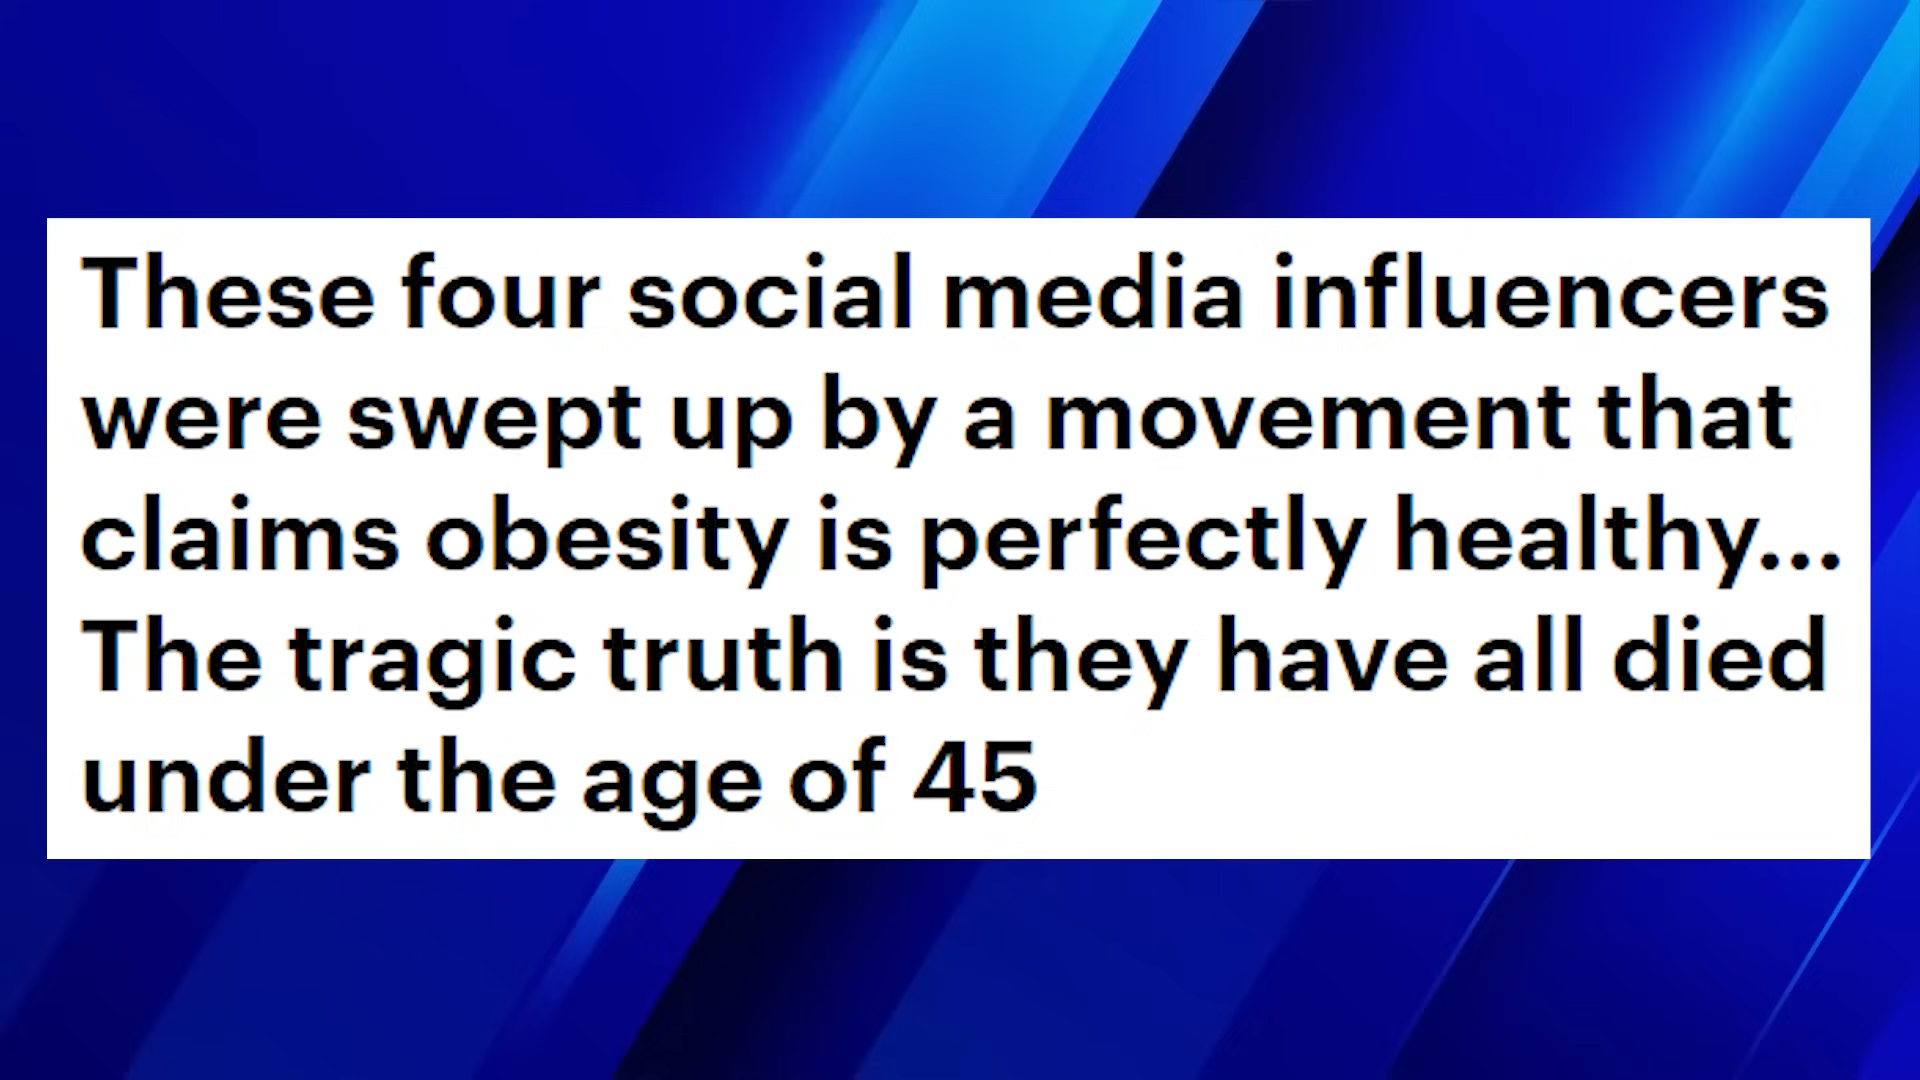 These four social media influencers
were swept up by a movement that
claims obesity is perfectly healthy...
The tragic truth is they have all died
under the age of 45